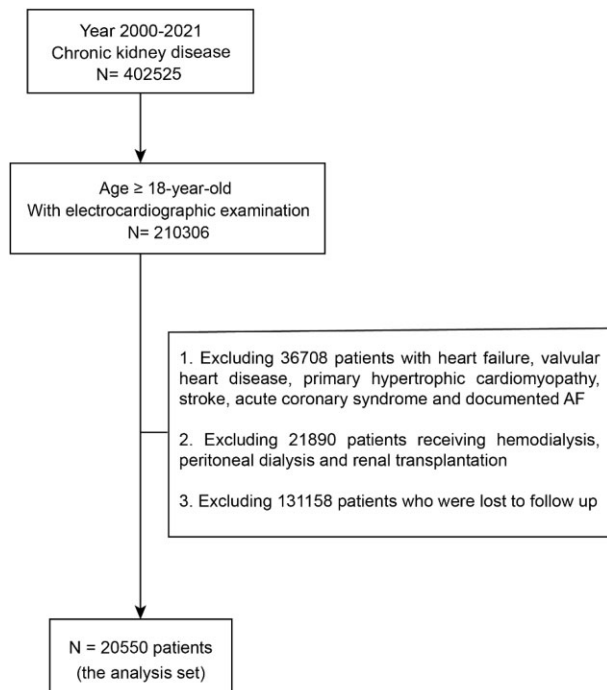 Year 2000-2021
Chronic kidney disease
N= 402525
Age ≥ 18-year-old
With electrocardiographic examination
N= 210306
1. Excluding 36708 patients with heart failure, valvular
heart disease, primary hypertrophic cardiomyopathy,
stroke, acute coronary syndrome and documented AF
2. Excluding 21890 patients receiving hemodialysis,
peritoneal dialysis and renal transplantation
3. Excluding 131158 patients who were lost to follow up
N = 20550 patients
(the analysis set)